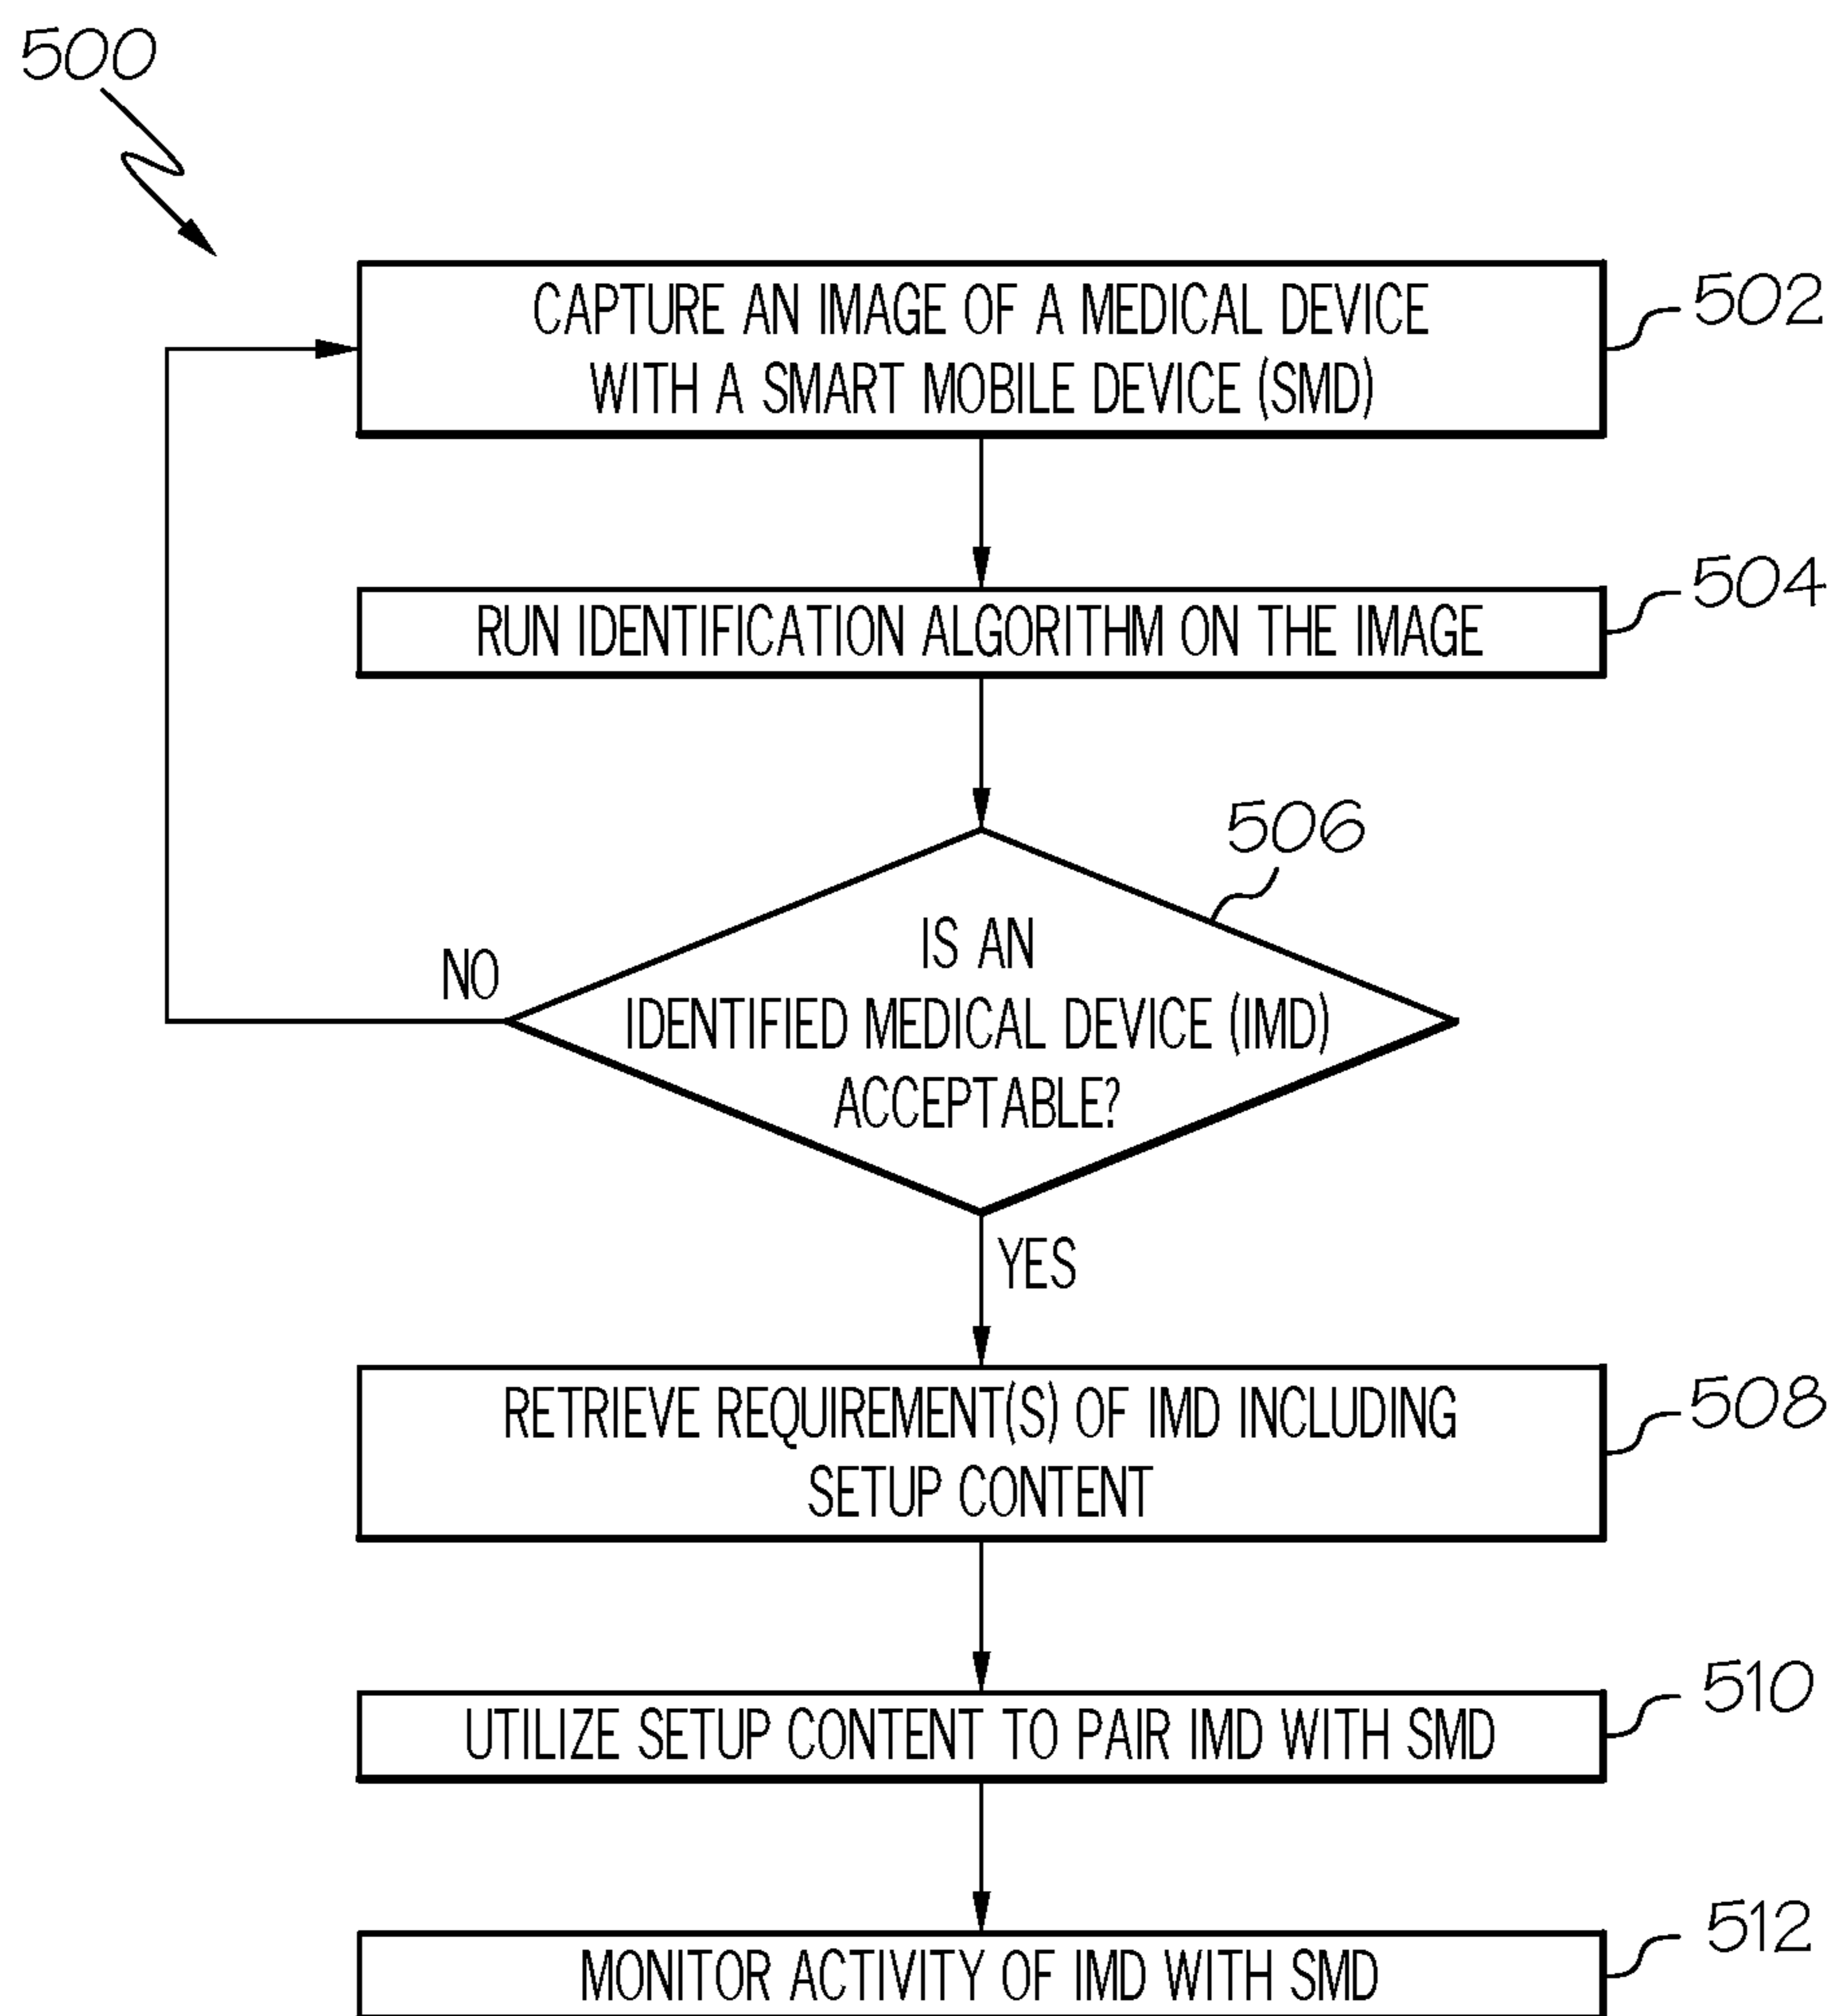 500
CAPTURE AN IMAGE OF A MEDICAL DEVICE
WITH A SMART MOBILE DEVICE (SMD)
502
RUN IDENTIFICATION ALGORITHM ON THE IMAGE
504
506
IS AN
IDENTIFIED MEDICAL DEVICE (IMD)
ACCEPTABLE?
NO
YES
RETRIEVE REQUIREMENT(S) OF IMD INCLUDING
SETUP CONTENT
508
UTILIZE SETUP CONTENT TO PAIR IMD WITH SMD
510
MONITOR ACTIVITY OF IMD WITH SMD
512